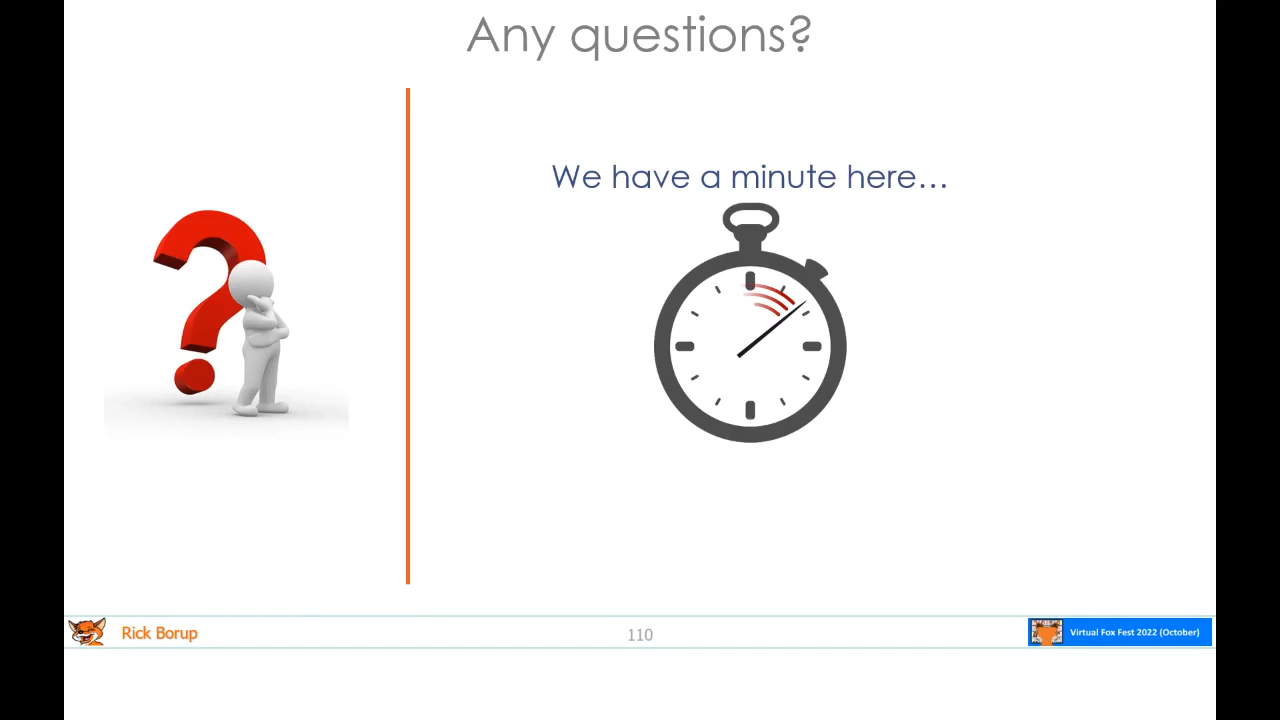 Any questions?
We have a minute here…
Rick Borup
110
Virtual Fox Fest 2022 (October)